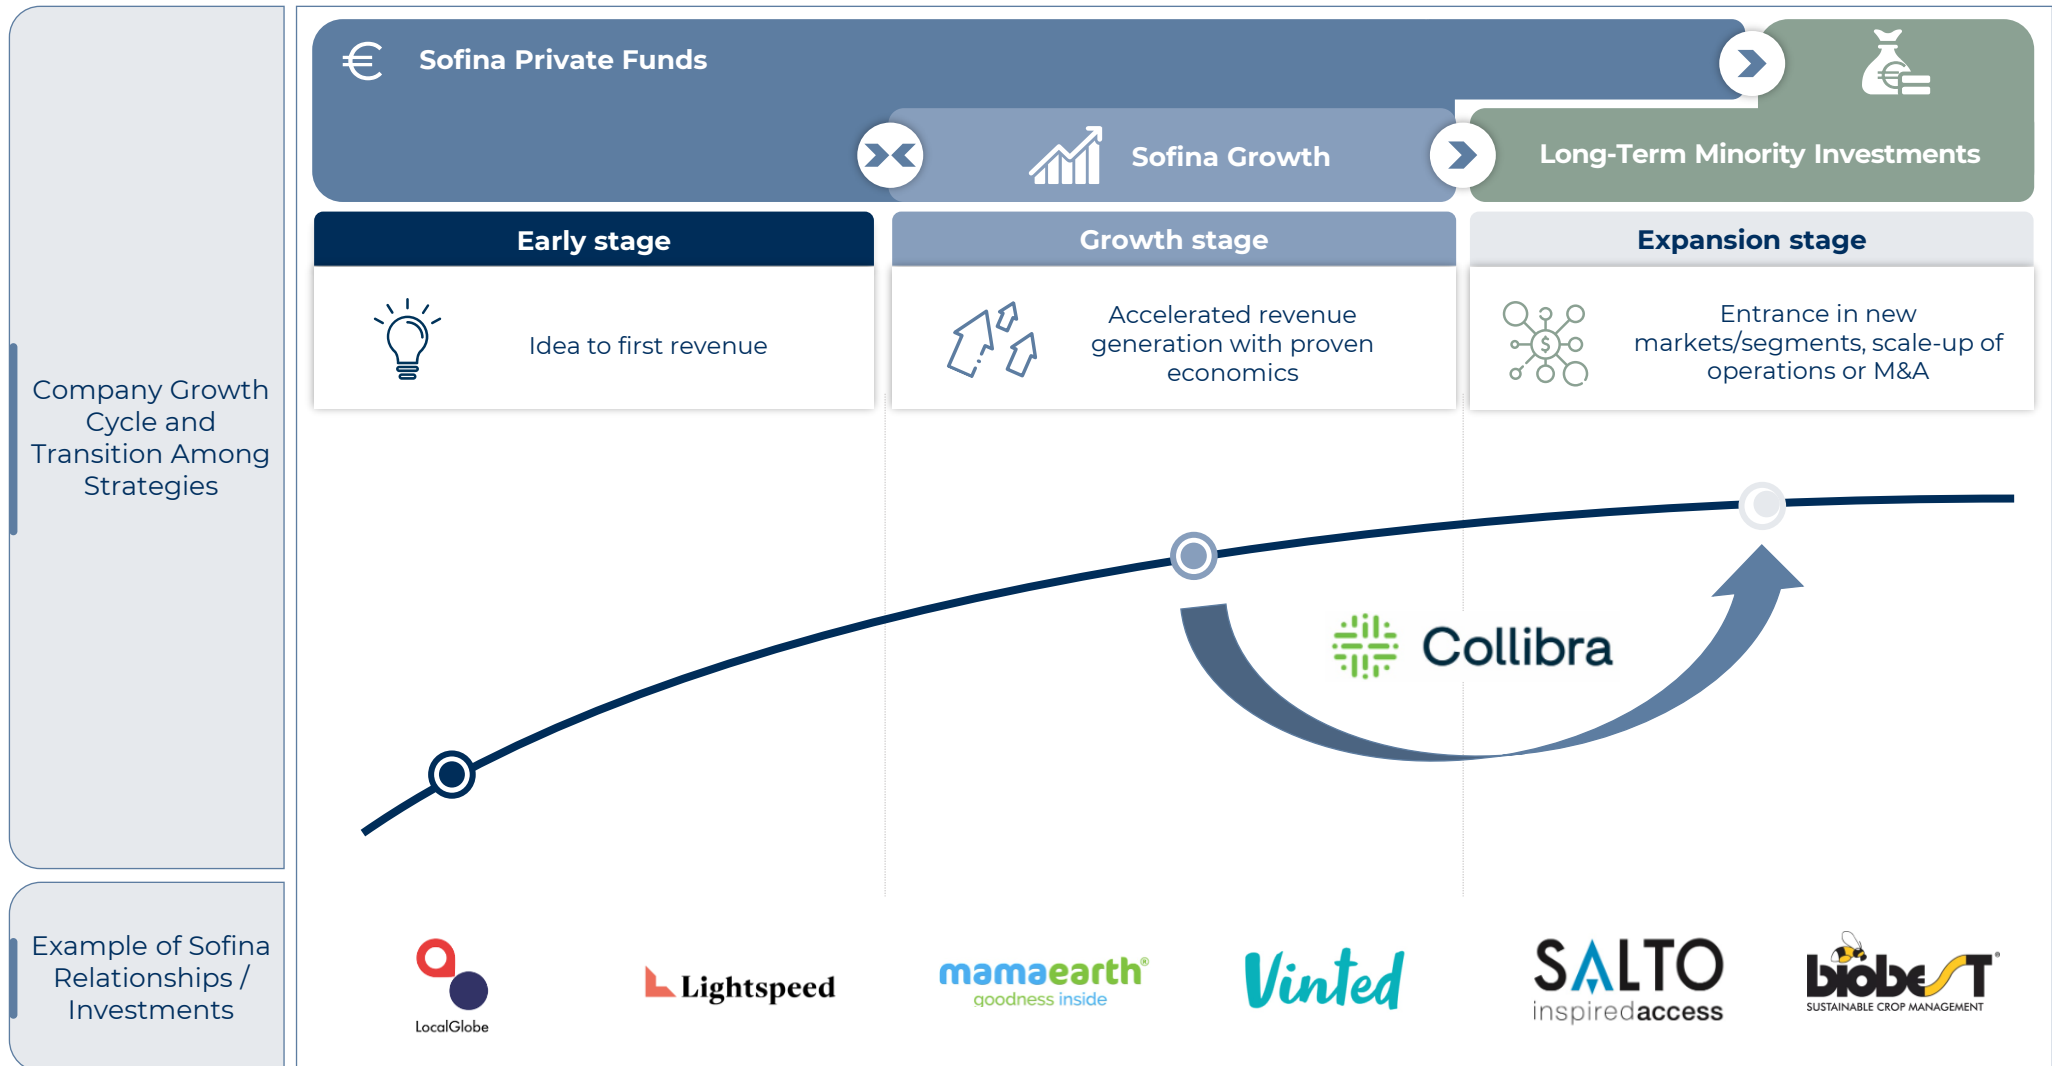 Sofina Private Funds
Sofina Growth
Long-Term Minority Investments
Early stage
Growth stage
Expansion stage
Idea to first revenue
Accelerated revenue
generation with proven
economics
Entrance in new
markets/segments, scale-up of
operations or M&A
Company Growth
Cycle and
Transition Among
Strategies
Collibra
Example of Sofina
Relationships /
Investments
LocalGlobe
Lightspeed
mamaearth®
goodness inside
Vinted
SALTO
inspiredaccess
biobesT®
SUSTAINABLE CROP MANAGEMENT